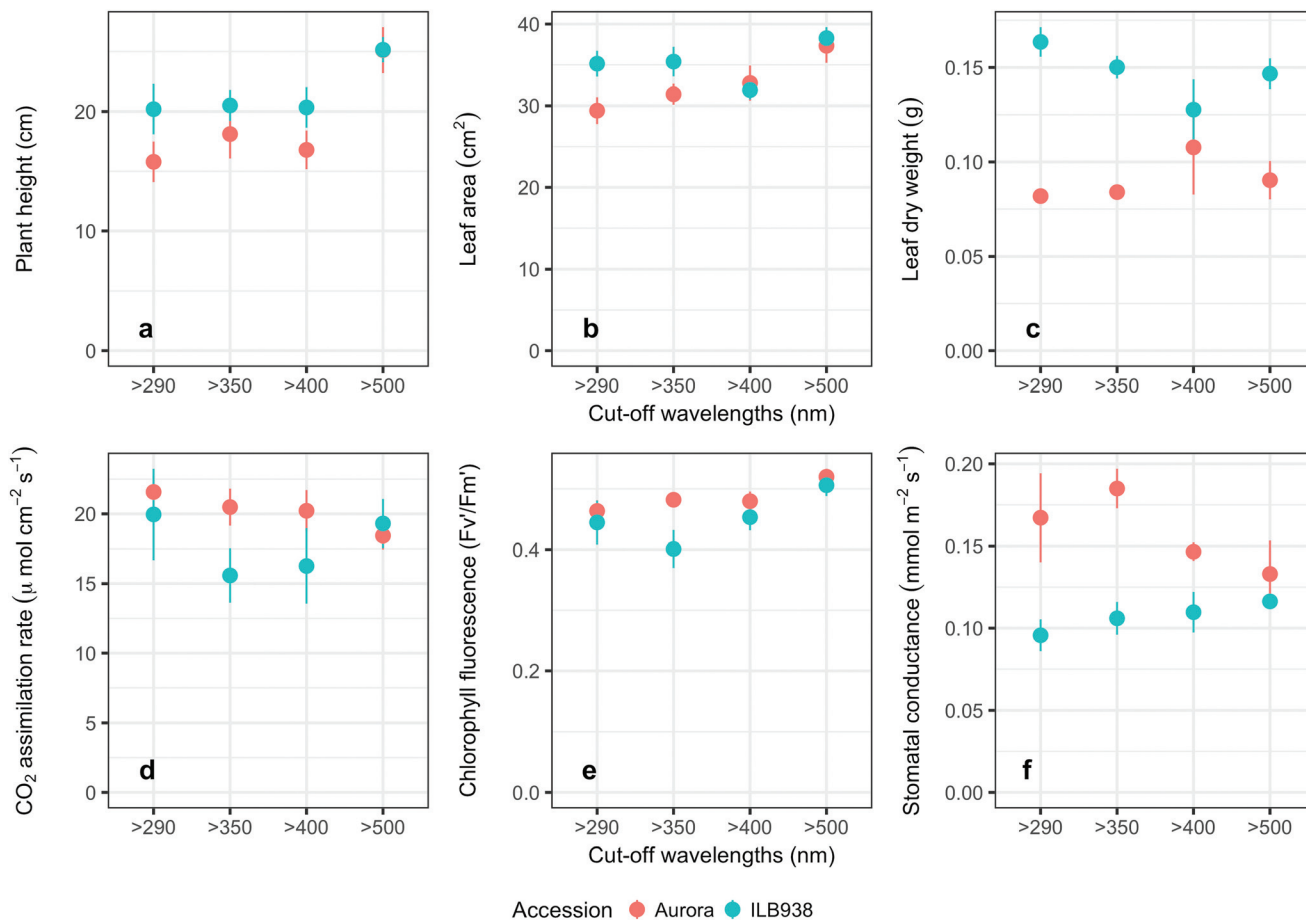 Plant height (cm)
20
10
0
a
>290 >350 >400 >500
Leaf area (cm²)
40
30
20
10
0
b
>290 >350 >400 >500
Cut-off wavelengths (nm)
Leaf dry weight (g)
0.15
0.10
0.05
0.00
c
>290 >350 >400 >500
CO₂ assimilation rate (μ mol cm⁻² s⁻¹)
20
15
10
5
0
d
>290 >350 >400 >500
Chlorophyll fluorescence (Fv'/Fm')
0.4
0.2
0.0
e
>290 >350 >400 >500
Cut-off wavelengths (nm)
Stomatal conductance (mmol m⁻² s⁻¹)
0.20
0.15
0.10
0.05
0.00
f
>290 >350 >400 >500
Accession Aurora ILB938